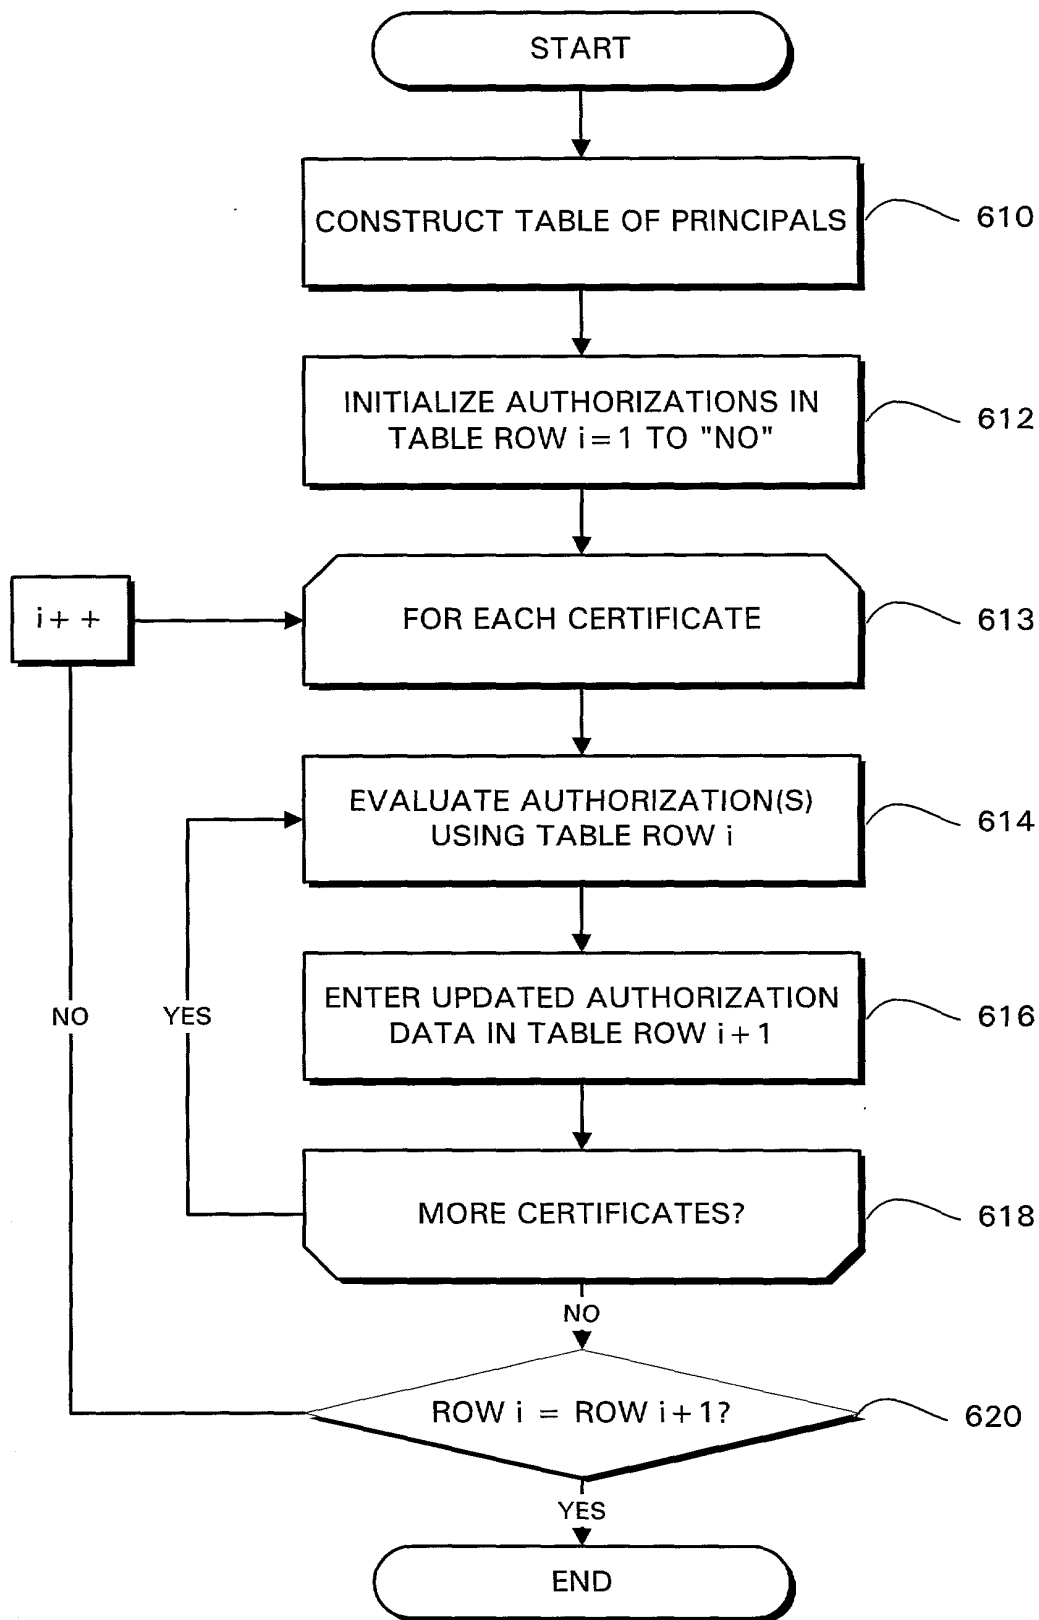 START
CONSTRUCT TABLE OF PRINCIPALS
610
INITIALIZE AUTHORIZATIONS IN
TABLE ROW i=1 TO "NO"
612
i++
FOR EACH CERTIFICATE
613
EVALUATE AUTHORIZATION(S)
USING TABLE ROW i
614
NO
YES
ENTER UPDATED AUTHORIZATION
DATA IN TABLE ROW i+1
616
MORE CERTIFICATES?
618
NO
ROW i = ROW i+1?
620
YES
END